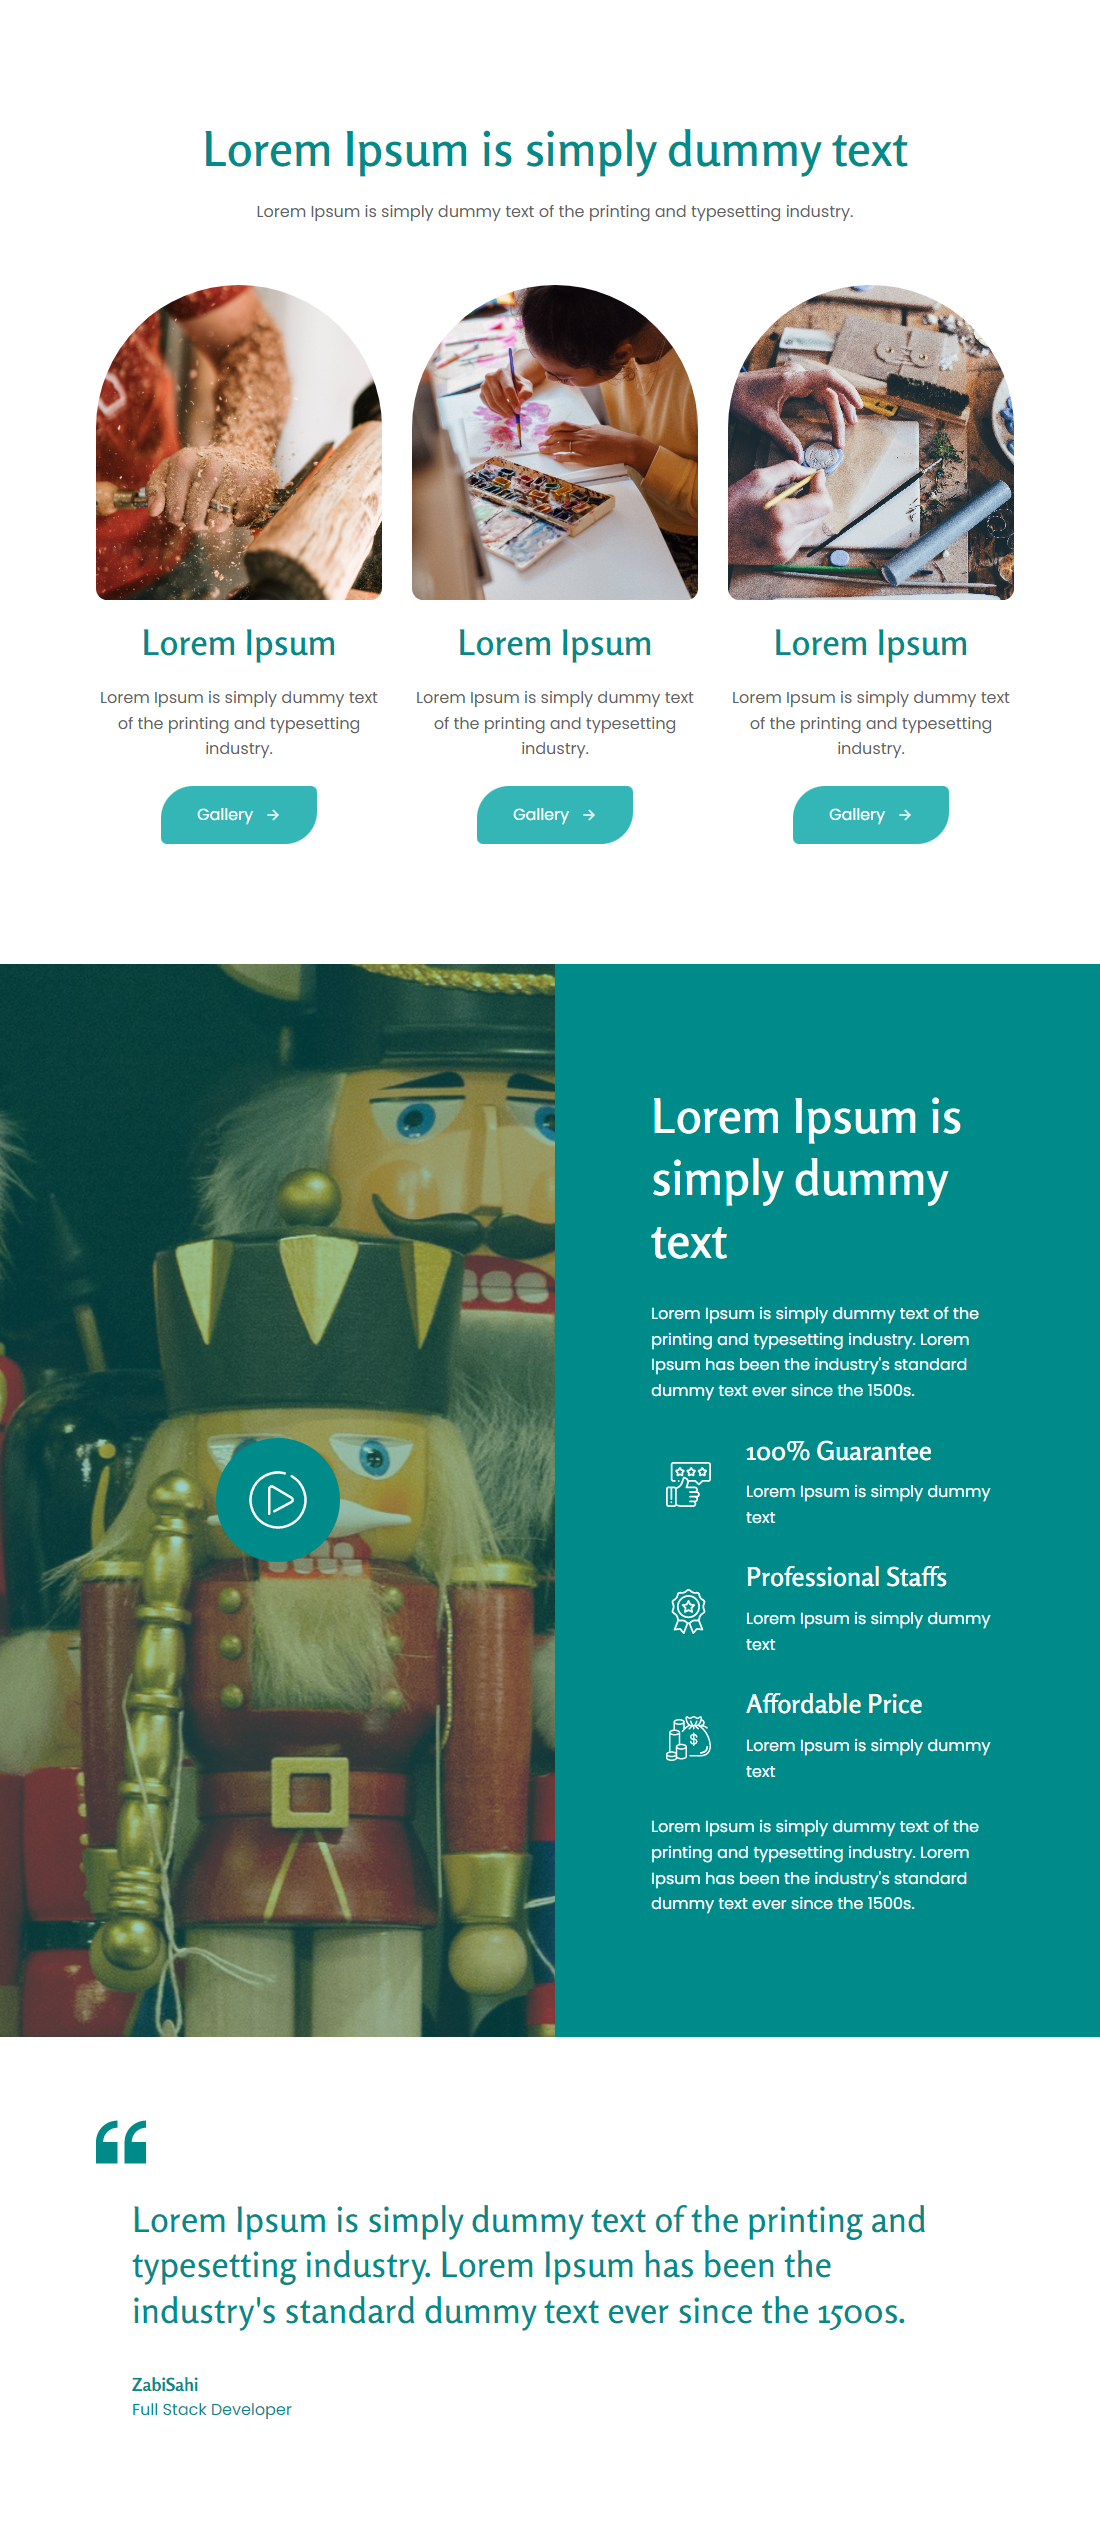 Lorem Ipsum is simply dummy text
Lorem Ipsum is simply dummy text of the printing and typesetting industry.
Lorem Ipsum
Lorem Ipsum is simply dummy text
of the printing and typesetting
industry.
Gallery →
Lorem Ipsum
Lorem Ipsum is simply dummy text
of the printing and typesetting
industry.
Gallery →
Lorem Ipsum
Lorem Ipsum is simply dummy text
of the printing and typesetting
industry.
Gallery →
Lorem Ipsum is
simply dummy
text
Lorem Ipsum is simply dummy text of the
printing and typesetting industry. Lorem
Ipsum has been the industry's standard
dummy text ever since the 1500s.
100% Guarantee
Lorem Ipsum is simply dummy
text
Professional Staffs
Lorem Ipsum is simply dummy
text
Affordable Price
Lorem Ipsum is simply dummy
text
Lorem Ipsum is simply dummy text of the
printing and typesetting industry. Lorem
Ipsum has been the industry's standard
dummy text ever since the 1500s.
“
Lorem Ipsum is simply dummy text of the printing and
typesetting industry. Lorem Ipsum has been the
industry's standard dummy text ever since the 1500s.
ZabiSahi
Full Stack Developer